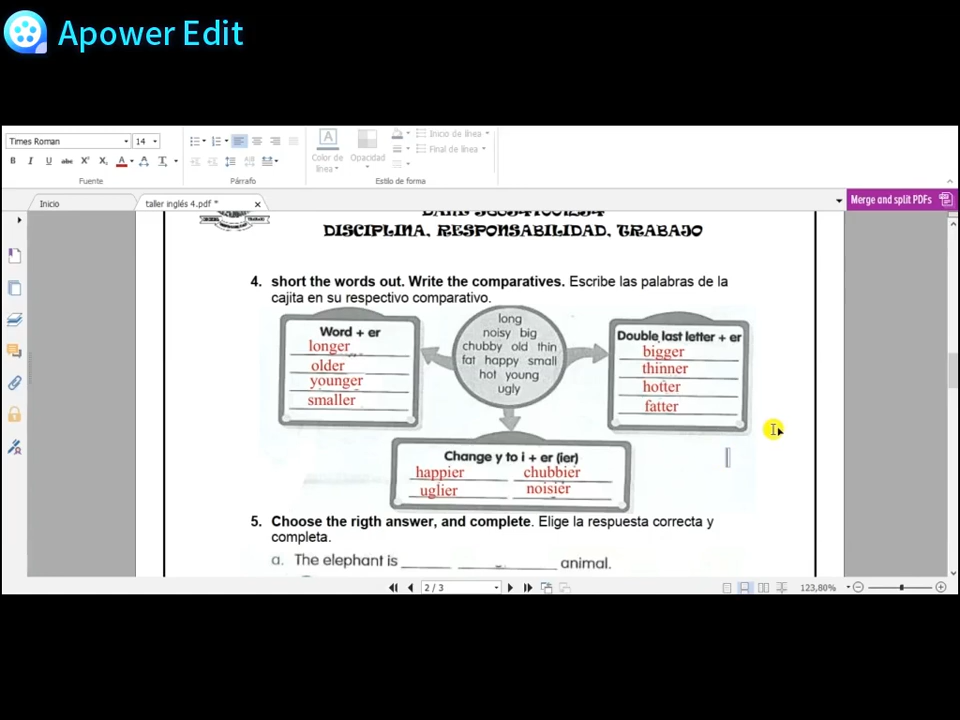 Apower Edit
Times Roman 14 Inicio de línea
Final de línea
B I U abc X² X₂ A A T Color de línea Opacidad
Fuente Párrafo Estilo de forma
Inicio taller inglés 4.pdf * x Merge and split PDFs
DISCIPLINA, RESPONSABILIDAD, TRABAJO
4. short the words out. Write the comparatives. Escribe las palabras de la
cajita en su respectivo comparativo.
Word + er
longer
older
younger
smaller
long
noisy big
chubby old thin
fat happy small
hot young
ugly
Double last letter + er
bigger
thinner
hotter
fatter
Change y to i + er (ier)
happier chubbier
uglier noisier
5. Choose the rigth answer, and complete. Elige la respuesta correcta y
completa.
a. The elephant is _____ _______ animal.
2 / 3 123,80%